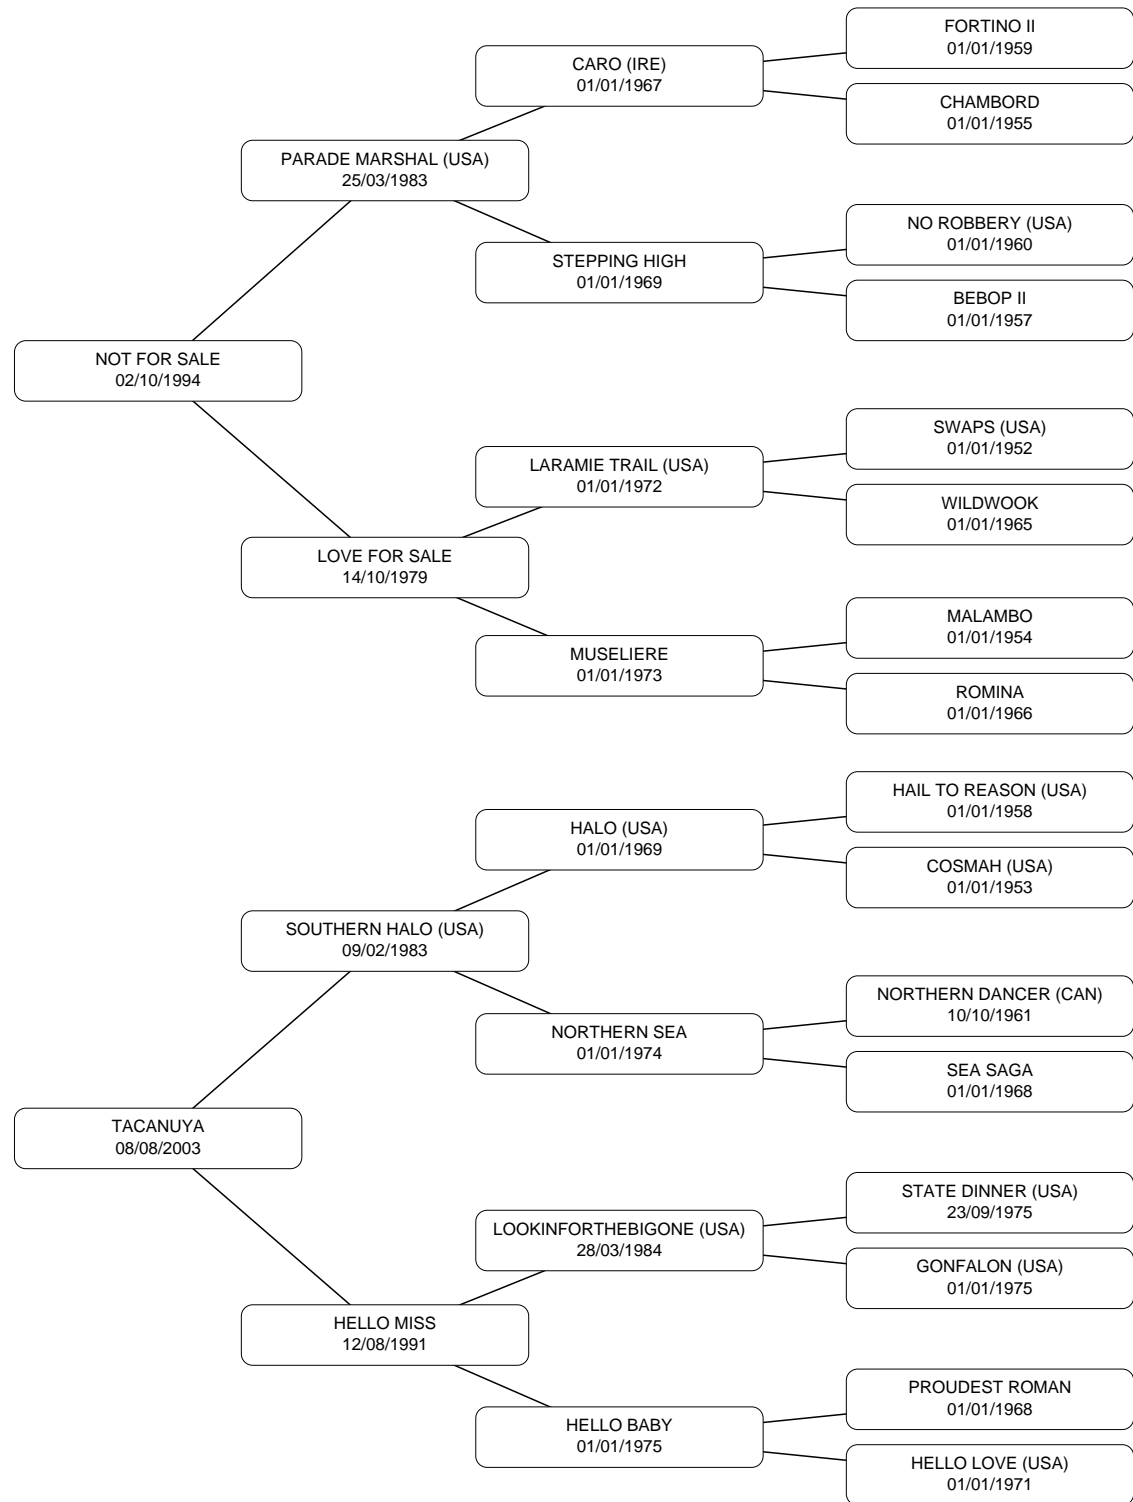 FORTINO II
01/01/1959
CARO (IRE)
01/01/1967
CHAMBORD
01/01/1955
PARADE MARSHAL (USA)
25/03/1983
NO ROBBERY (USA)
01/01/1960
STEPPING HIGH
01/01/1969
BEBOP II
01/01/1957
NOT FOR SALE
02/10/1994
SWAPS (USA)
01/01/1952
LARAMIE TRAIL (USA)
01/01/1972
WILDWOOK
01/01/1965
LOVE FOR SALE
14/10/1979
MALAMBO
01/01/1954
MUSELIERE
01/01/1973
ROMINA
01/01/1966
HAIL TO REASON (USA)
01/01/1958
HALO (USA)
01/01/1969
COSMAH (USA)
01/01/1953
SOUTHERN HALO (USA)
09/02/1983
NORTHERN DANCER (CAN)
10/10/1961
NORTHERN SEA
01/01/1974
SEA SAGA
01/01/1968
TACANUYA
08/08/2003
STATE DINNER (USA)
23/09/1975
LOOKINFORTHEBIGONE (USA)
28/03/1984
GONFALON (USA)
01/01/1975
HELLO MISS
12/08/1991
PROUDEST ROMAN
01/01/1968
HELLO BABY
01/01/1975
HELLO LOVE (USA)
01/01/1971